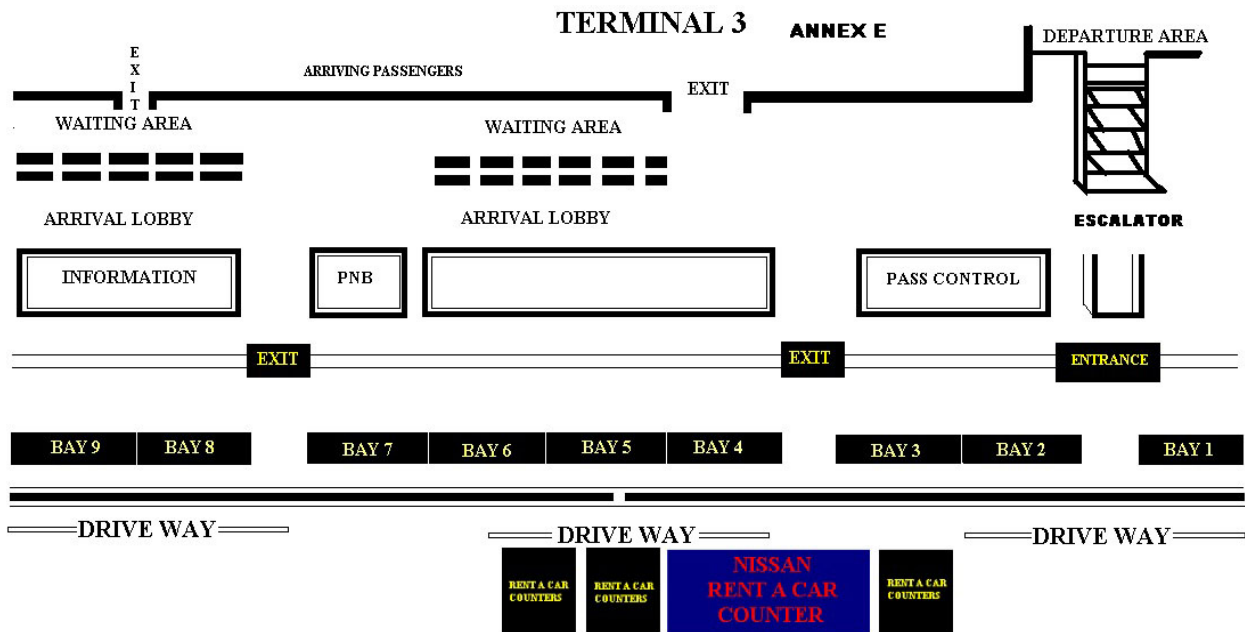 TERMINAL 3
ANNEX E
DEPARTURE AREA
EXIT
ARRIVING PASSENGERS
EXIT
WAITING AREA
WAITING AREA
ARRIVAL LOBBY
ARRIVAL LOBBY
ESCALATOR
INFORMATION
PNB
PASS CONTROL
EXIT
EXIT
ENTRANCE
BAY 9
BAY 8
BAY 7
BAY 6
BAY 5
BAY 4
BAY 3
BAY 2
BAY 1
DRIVE WAY
DRIVE WAY
DRIVE WAY
RENT A CAR
COUNTERS
RENT A CAR
COUNTERS
NISSAN
RENT A CAR
COUNTER
RENT A CAR
COUNTERS